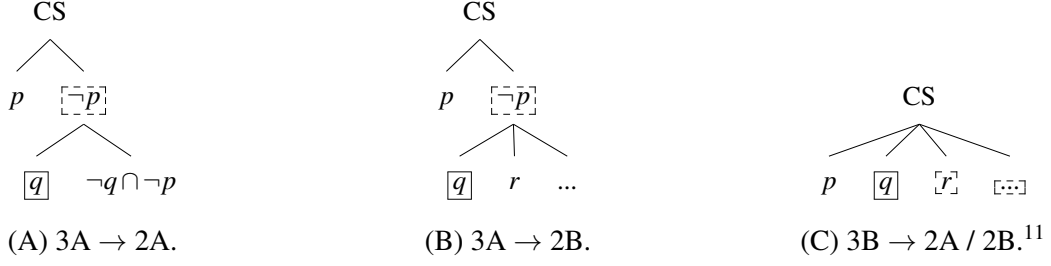 CS
p ¬p
q ¬q∩¬p
(A) 3A → 2A.
CS
p ¬p
q r ...
(B) 3A → 2B.
CS
p q r ...
(C) 3B → 2A / 2B.¹¹